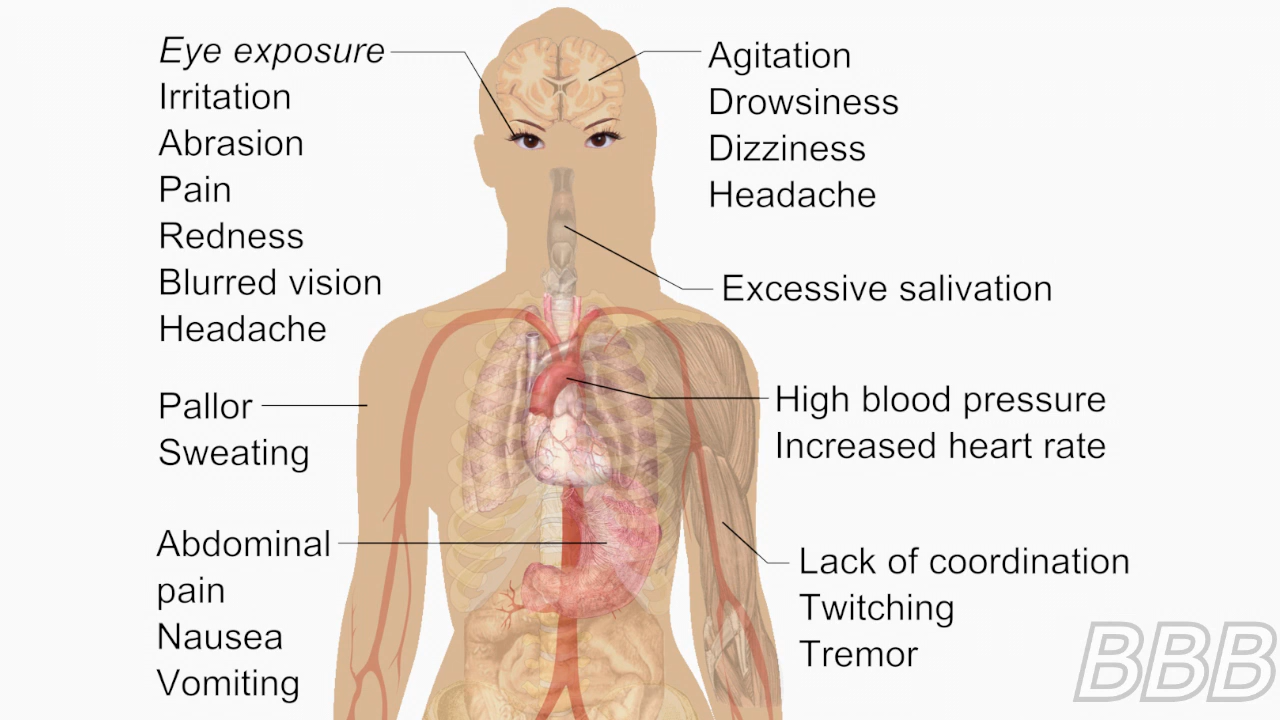 Eye exposure
Irritation
Abrasion
Pain
Redness
Blurred vision
Headache
Pallor
Sweating
Abdominal
pain
Nausea
Vomiting
Agitation
Drowsiness
Dizziness
Headache
Excessive salivation
High blood pressure
Increased heart rate
Lack of coordination
Twitching
Tremor
BBB